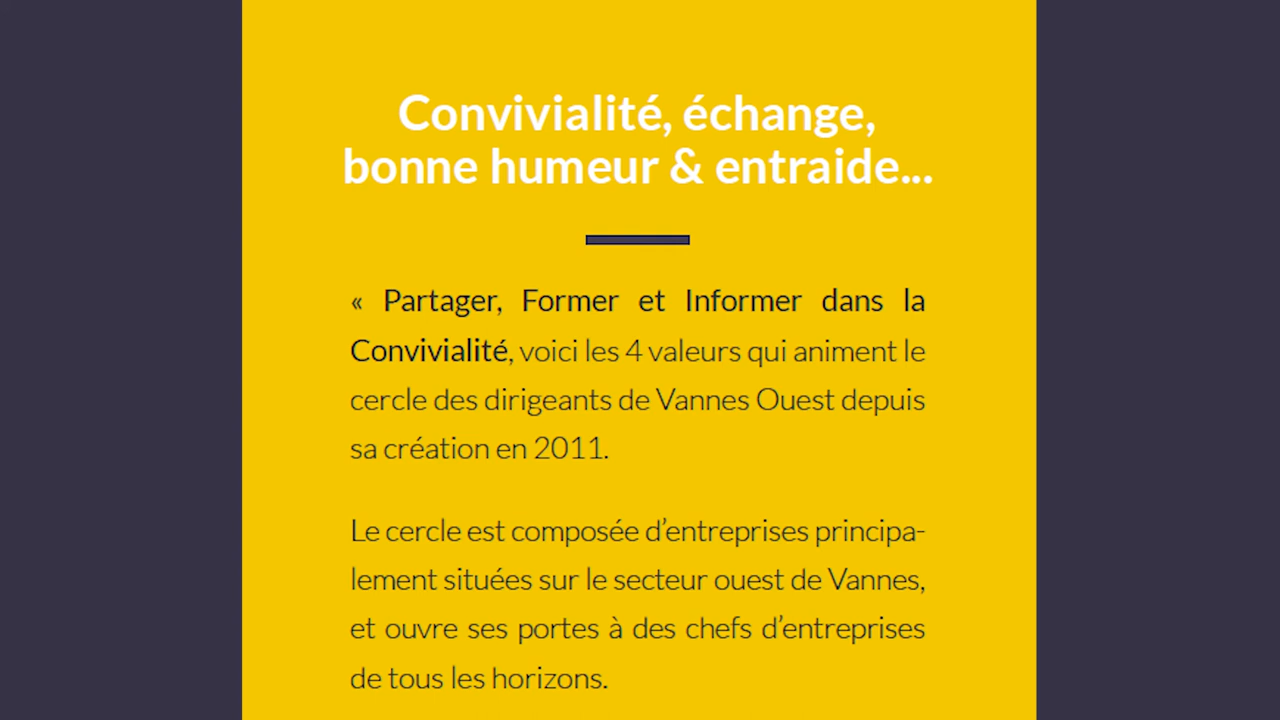 Convivialité, échange,
bonne humeur & entraide...
« Partager, Former et Informer dans la
Convivialité, voici les 4 valeurs qui animent le
cercle des dirigeants de Vannes Ouest depuis
sa création en 2011.
Le cercle est composée d’entreprises principa-
lement situées sur le secteur ouest de Vannes,
et ouvre ses portes à des chefs d’entreprises
de tous les horizons.